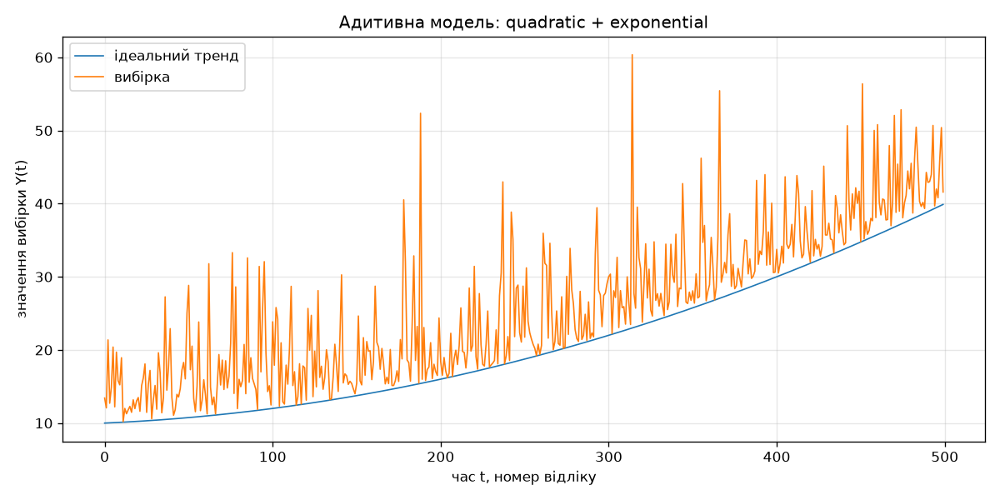 Адитивна модель: quadratic + exponential
ідеальний тренд
вибірка
60
50
40
30
20
10
значення вибірки Y(t)
0 100 200 300 400 500
час t, номер відліку